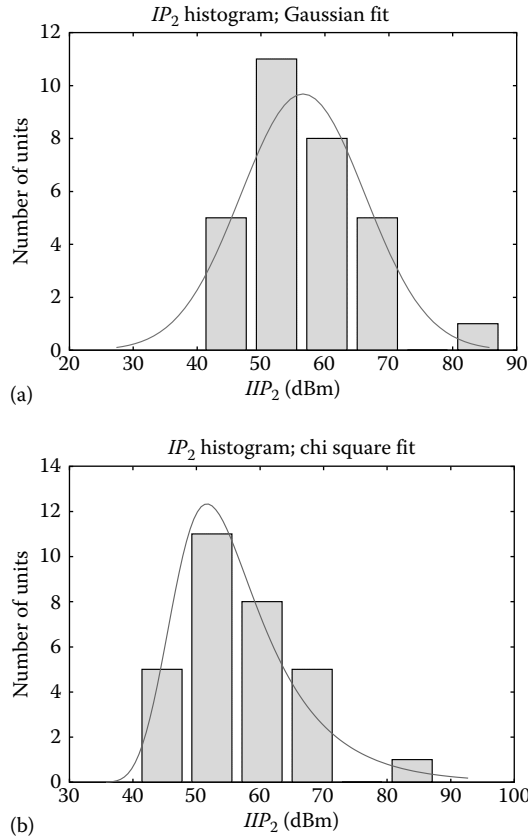 IP₂ histogram; Gaussian fit
12
10
8
6
4
2
0
Number of units
20 30 40 50 60 70 80 90
IIP₂ (dBm)
(a)
IP₂ histogram; chi square fit
14
12
10
8
6
4
2
0
Number of units
30 40 50 60 70 80 90 100
IIP₂ (dBm)
(b)